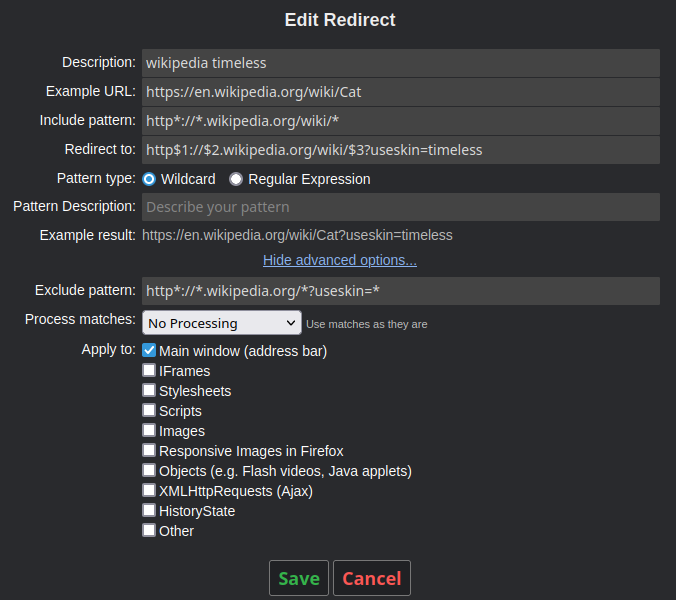 Edit Redirect
Description: wikipedia timeless
Example URL: https://en.wikipedia.org/wiki/Cat
Include pattern: http*://*.wikipedia.org/wiki/*
Redirect to: http$1://$2.wikipedia.org/wiki/$3?useskin=timeless
Pattern type: Wildcard Regular Expression
Pattern Description: Describe your pattern
Example result: https://en.wikipedia.org/wiki/Cat?useskin=timeless
Hide advanced options...
Exclude pattern: http*://*.wikipedia.org/*?useskin=*
Process matches: No Processing Use matches as they are
Apply to: Main window (address bar)
IFrames
Stylesheets
Scripts
Images
Responsive Images in Firefox
Objects (e.g. Flash videos, Java applets)
XMLHttpRequests (Ajax)
HistoryState
Other
Save Cancel